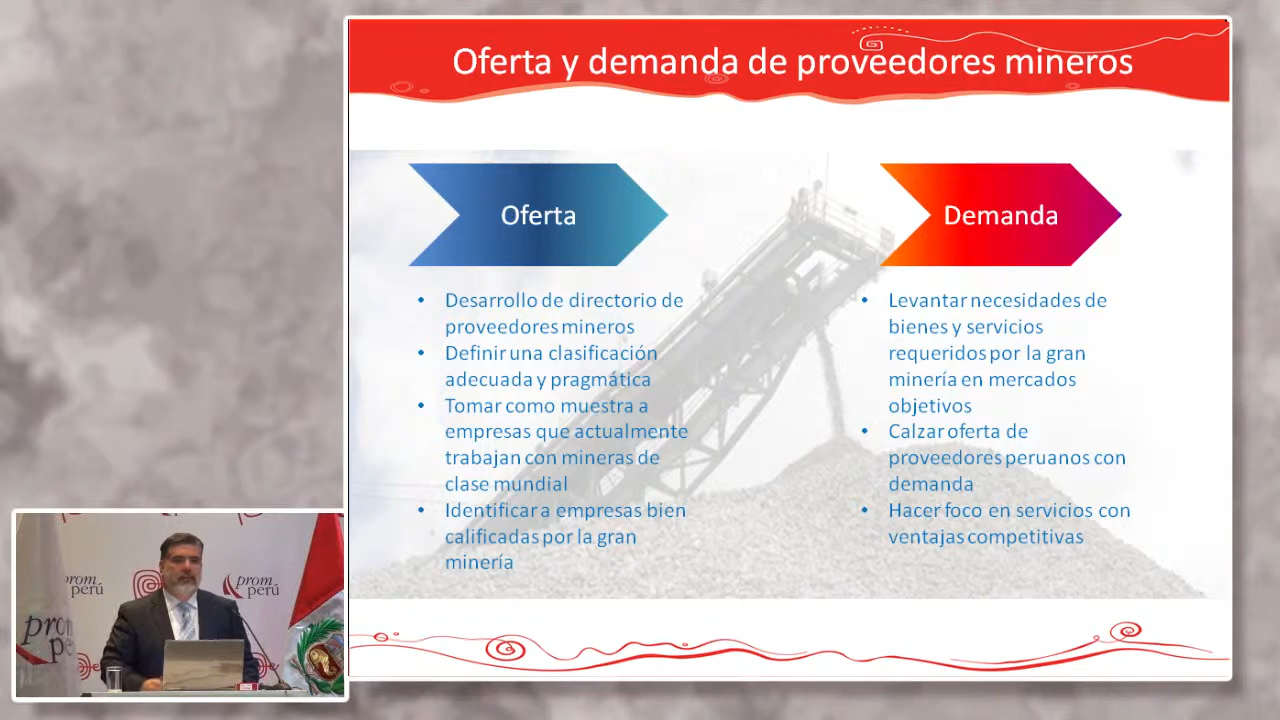 Oferta y demanda de proveedores mineros
Oferta
• Desarrollo de directorio de
proveedores mineros
• Definir una clasificación
adecuada y pragmática
• Tomar como muestra a
empresas que actualmente
trabajan con mineras de
clase mundial
• Identificar a empresas bien
calificadas por la gran
minería
Demanda
• Levantar necesidades de
bienes y servicios
requeridos por la gran
minería en mercados
objetivos
• Calzar oferta de
proveedores peruanos con
demanda
• Hacer foco en servicios con
ventajas competitivas
prom
perú
prom
perú
prom
pe